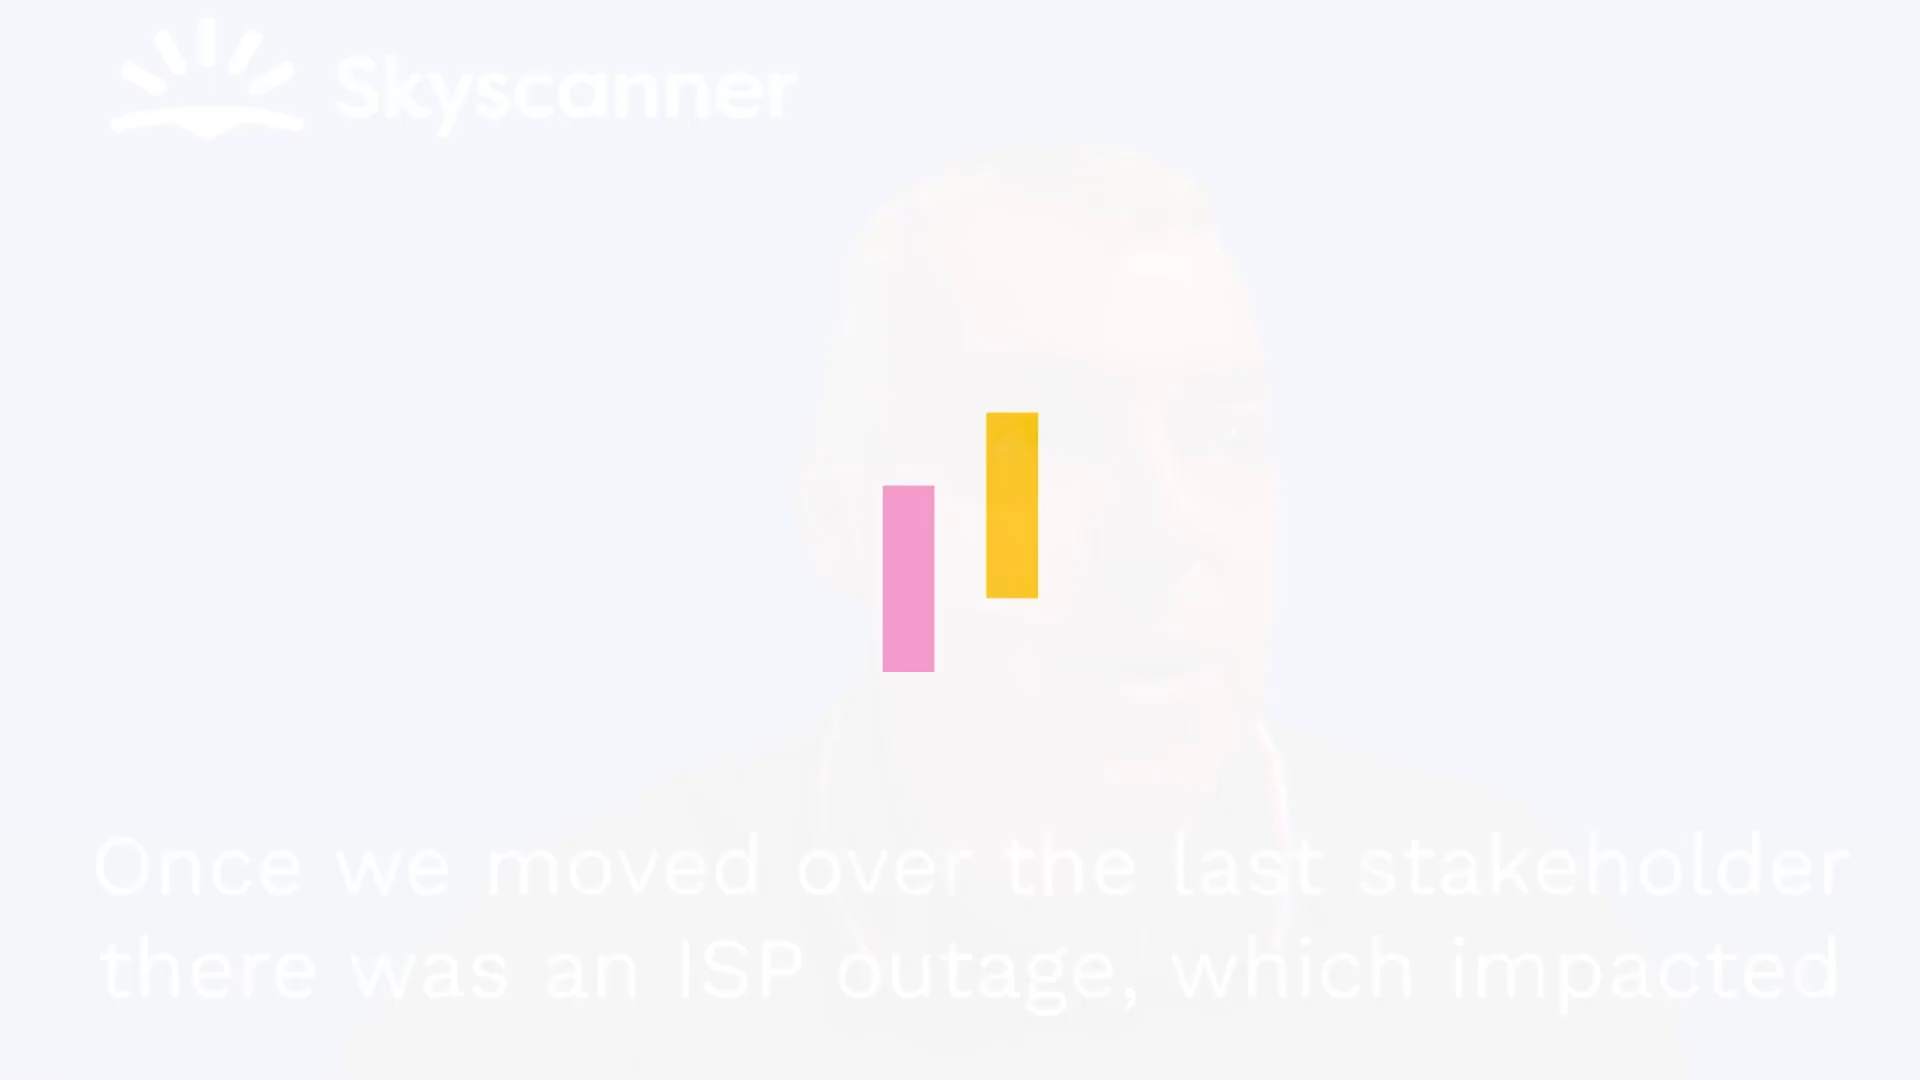 Skyscanner
Once we moved over the last stakeholder
there was an ISP outage, which impacted